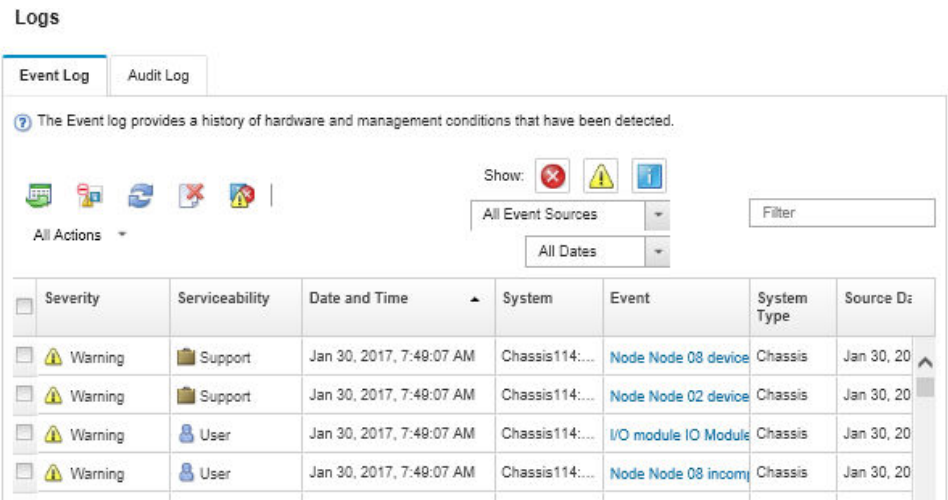 Logs
Event Log Audit Log
The Event log provides a history of hardware and management conditions that have been detected.
Show:
All Event Sources Filter
All Actions
All Dates
Severity Serviceability Date and Time System Event System Type Source Da
Warning Support Jan 30, 2017, 7:49:07 AM Chassis114:... Node Node 08 device Chassis Jan 30, 20
Warning Support Jan 30, 2017, 7:49:07 AM Chassis114:... Node Node 02 device Chassis Jan 30, 20
Warning User Jan 30, 2017, 7:49:07 AM Chassis114:... I/O module IO Module Chassis Jan 30, 20
Warning User Jan 30, 2017, 7:49:07 AM Chassis114:... Node Node 08 incom Chassis Jan 30, 20